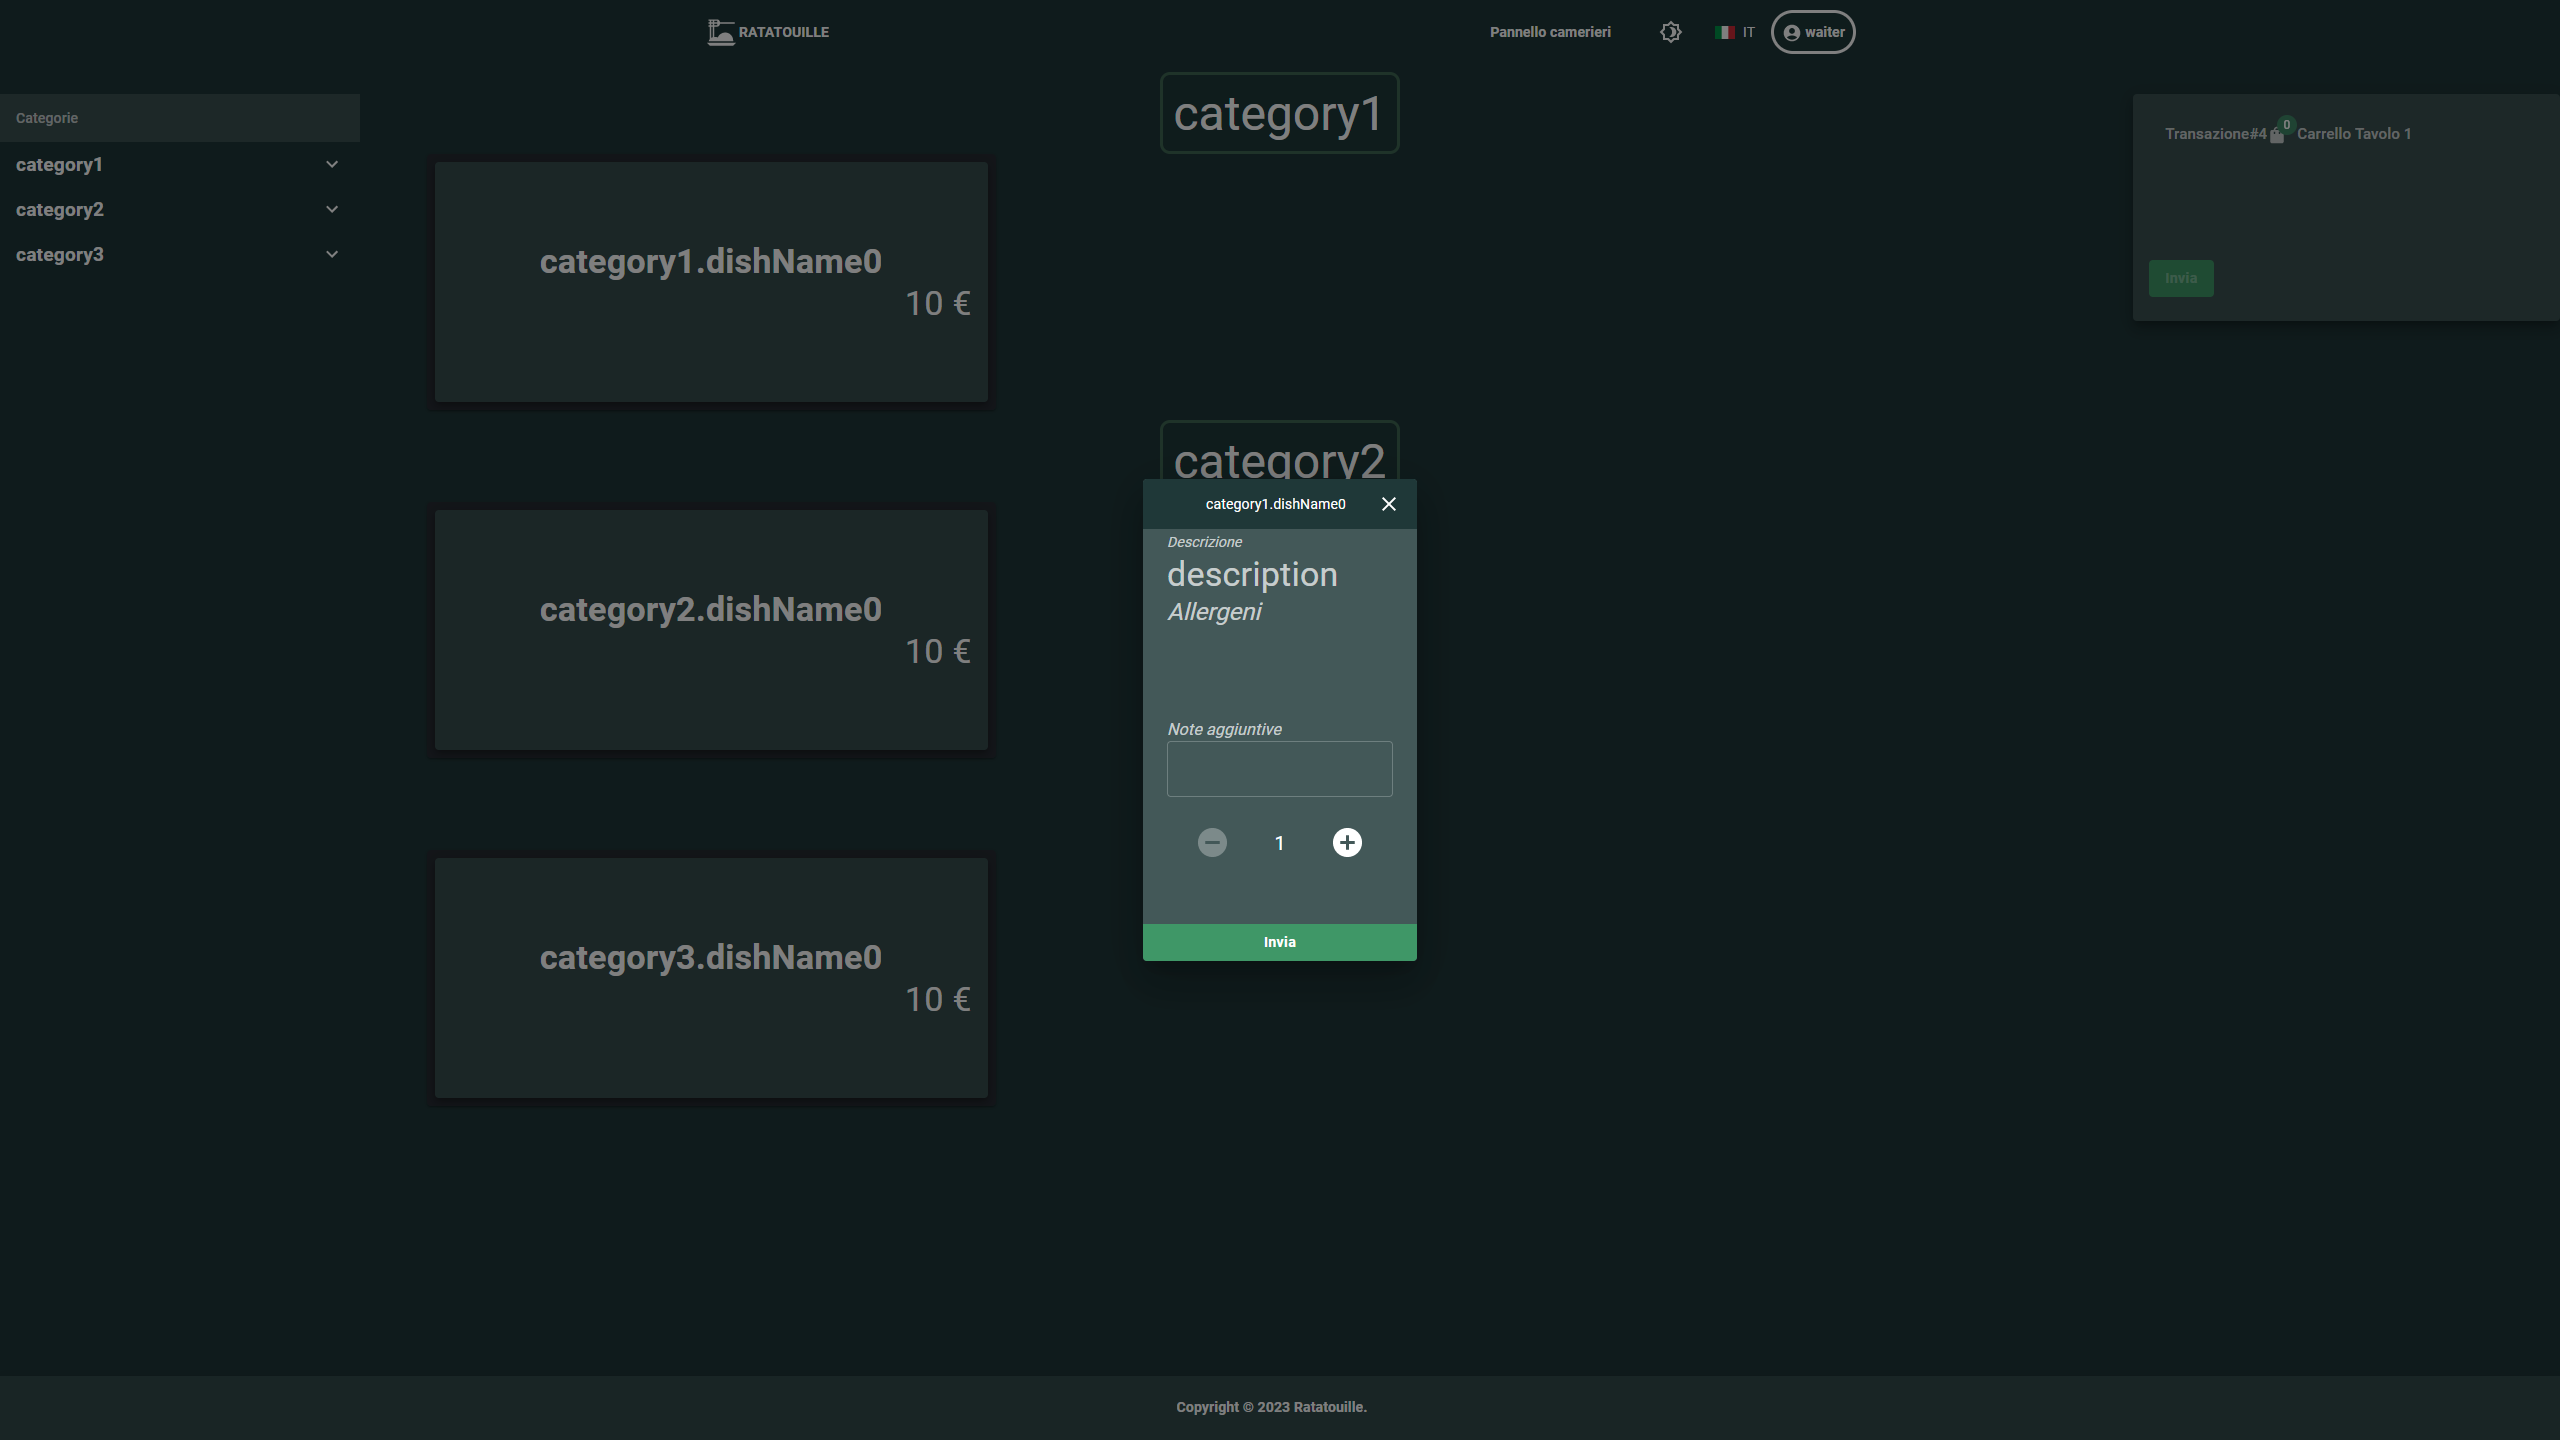 RATATOUILLE
Pannello camerieri
IT
waiter
Categorie
category1
category2
category3
category1
category1.dishName0
10 €
category2
category2.dishName0
10 €
category3.dishName0
10 €
Transazione#4 0 Carrello Tavolo 1
Invia
category1.dishName0
Descrizione
description
Allergeni
Note aggiuntive
1
Invia
Copyright © 2023 Ratatouille.